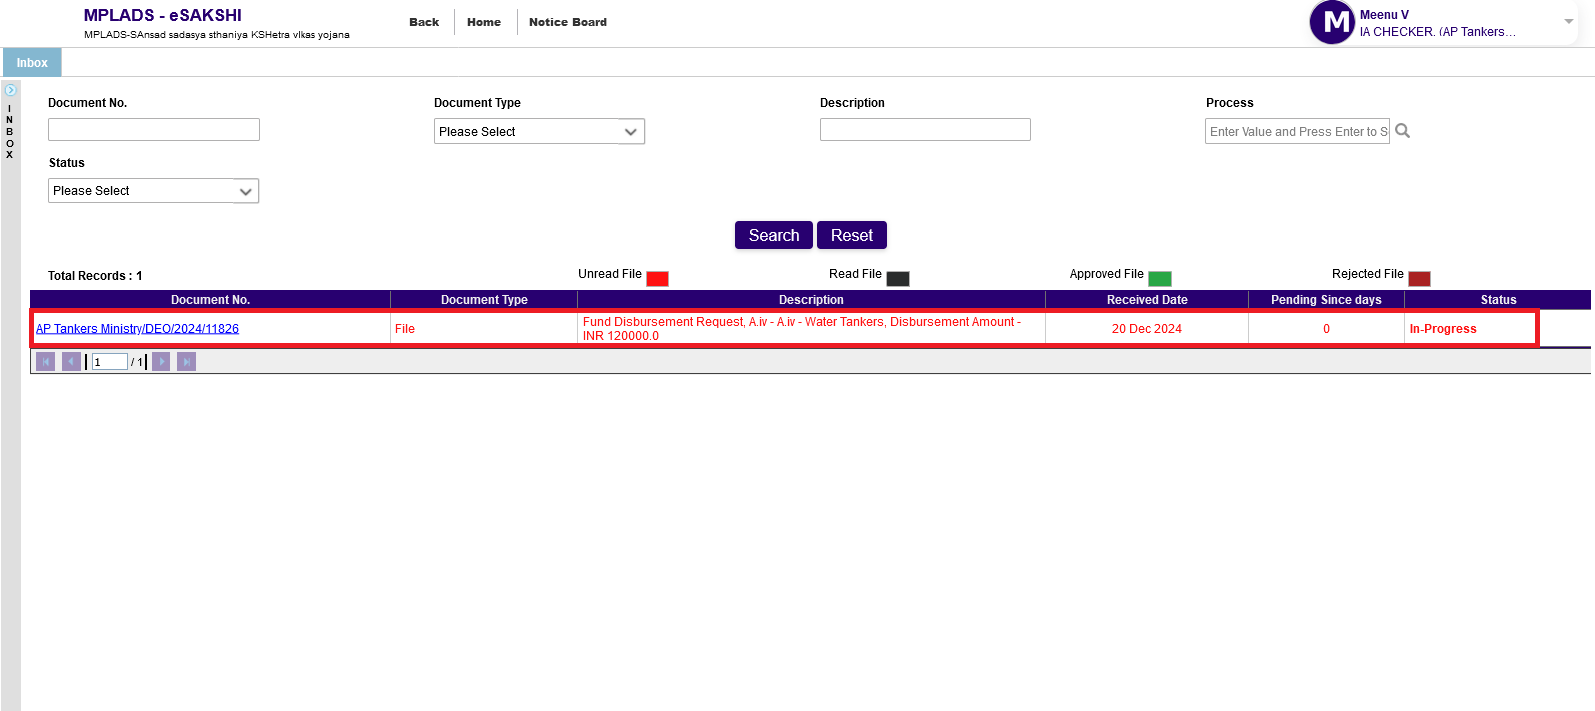 MPLADS - eSAKSHI
MPLADS-SAnsad sadasya sthaniya KSHetra vIkas yojana
Back
Home
Notice Board
M
Meenu V
IA CHECKER, (AP Tankers...
Inbox
INBOX
Document No.
Document Type
Description
Process
Please Select
Enter Value and Press Enter to S
Status
Please Select
Search
Reset
Total Records : 1
Unread File
Read File
Approved File
Rejected File
Document No.
Document Type
Description
Received Date
Pending Since days
Status
AP Tankers Ministry/DEO/2024/11826
File
Fund Disbursement Request, A.iv - A.iv - Water Tankers, Disbursement Amount -
INR 120000.0
20 Dec 2024
0
In-Progress
1 / 1